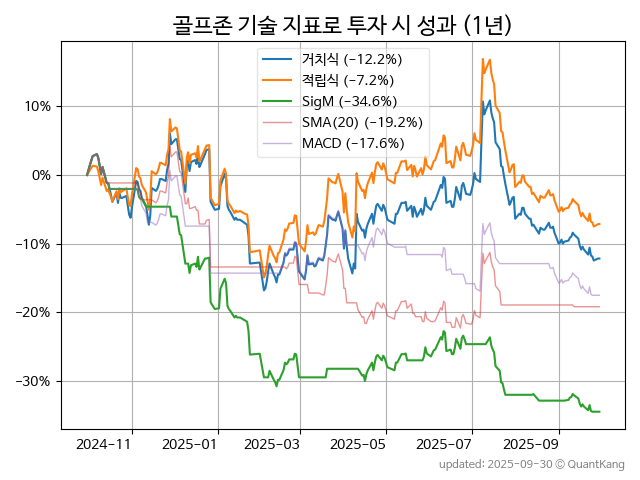 골프존 기술 지표로 투자 시 성과 (1년)
거치식 (-12.2%)
적립식 (-7.2%)
SigM (-34.6%)
SMA(20) (-19.2%)
MACD (-17.6%)
10%
0%
-10%
-20%
-30%
2024-11 2025-01 2025-03 2025-05 2025-07 2025-09
updated: 2025-09-30 © QuantKang